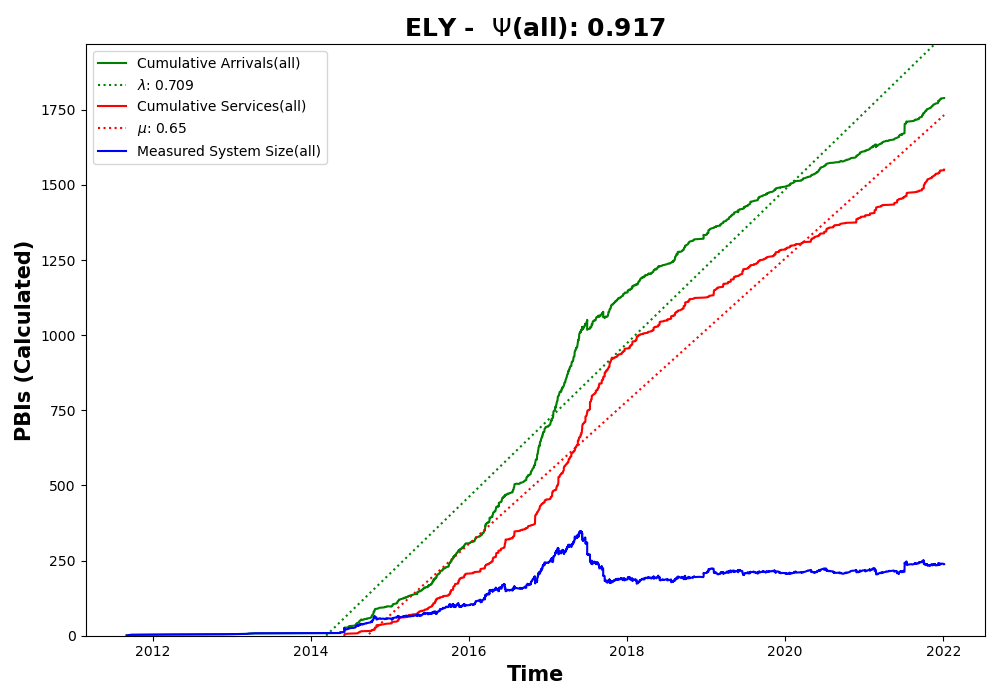 ELY - Ψ(all): 0.917
Cumulative Arrivals(all)
λ: 0.709
Cumulative Services(all)
μ: 0.65
Measured System Size(all)
PBIs (Calculated)
1750
1500
1250
1000
750
500
250
0
2012 2014 2016 2018 2020 2022
Time